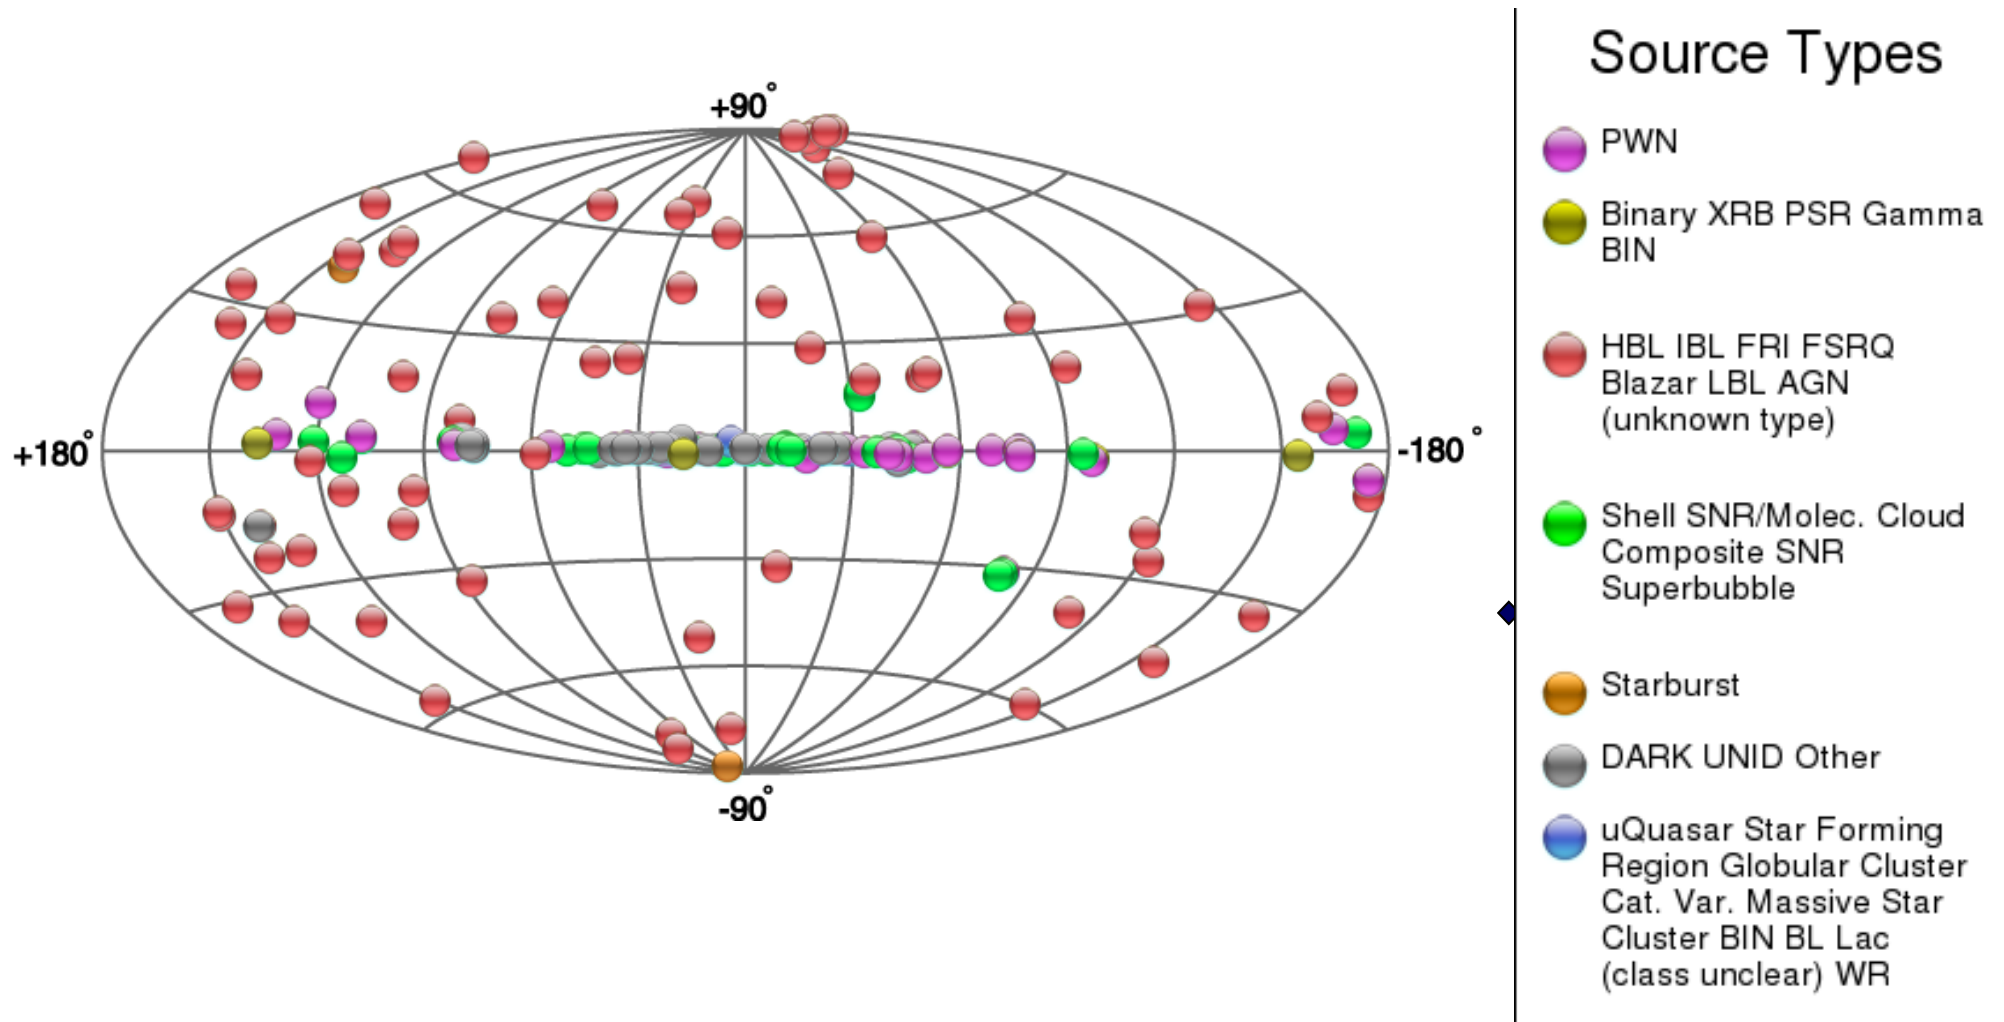 +90°
+180°
-180°
-90°
Source Types
PWN
Binary XRB PSR Gamma
BIN
HBL IBL FRI FSRQ
Blazar LBL AGN
(unknown type)
Shell SNR/Molec. Cloud
Composite SNR
Superbubble
Starburst
DARK UNID Other
uQuasar Star Forming
Region Globular Cluster
Cat. Var. Massive Star
Cluster BIN BL Lac
(class unclear) WR